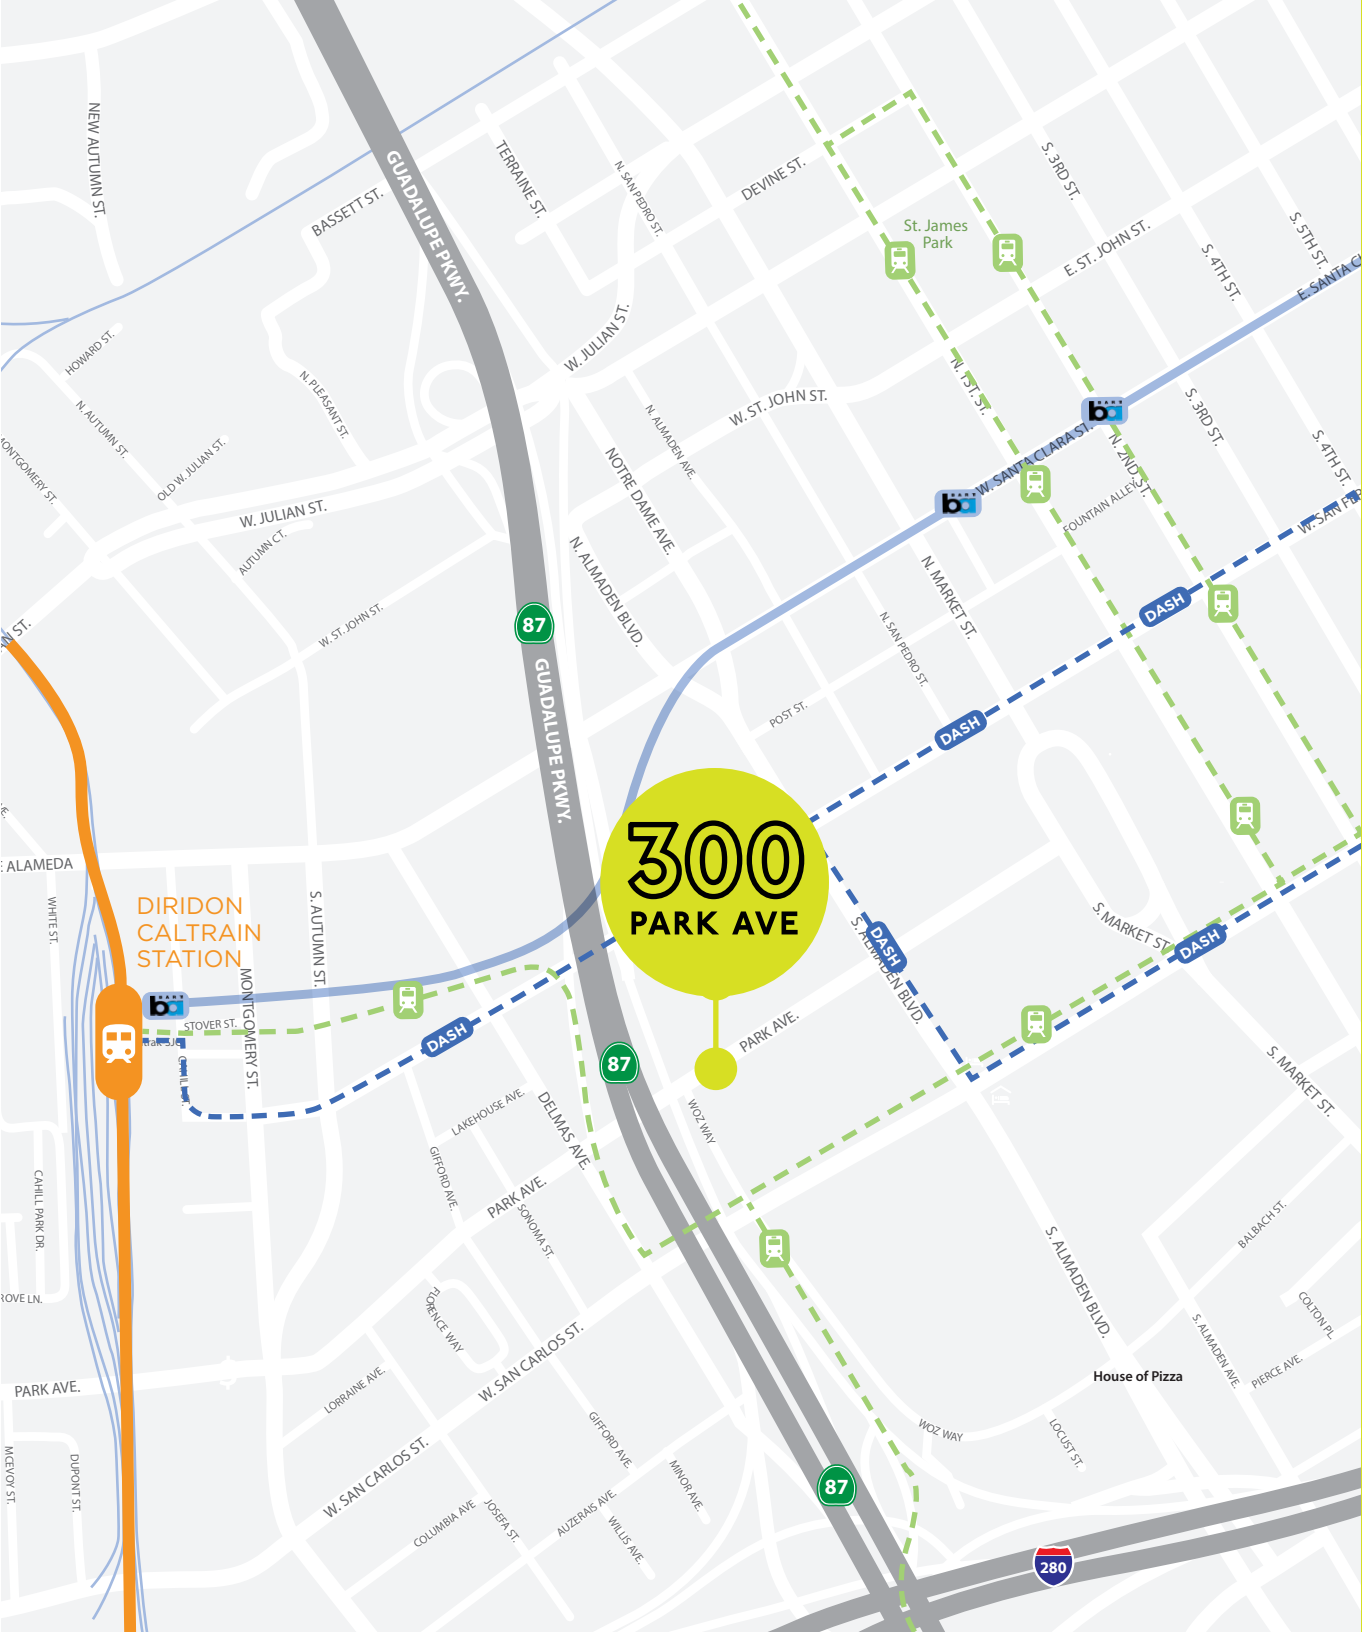 NEW AUTUMN ST.
GUADALUPE PKWY.
BASSETT ST.
TERRAINE ST.
N. SAN PEDRO ST.
DEVINE ST.
S. 3RD ST.
St. James
Park
E. ST. JOHN ST.
S. 4TH ST.
S. 5TH ST.
HOWARD ST.
N. AUTUMN ST.
OLD W. JULIAN ST.
N. PLEASANT ST.
W. JULIAN ST.
W. ST. JOHN ST.
N. ALMADEN AVE.
N. 1ST. ST.
W. SANTA CLARA ST.
N. 2ND. ST.
S. 3RD ST.
S. 4TH ST.
FOUNTAIN ALLEY
BART
ba
BART
ba
W. JULIAN ST.
AUTUMN CT.
W. ST. JOHN ST.
NOTRE DAME AVE.
N. ALMADEN BLVD.
N. MARKET ST.
N. SAN PEDRO ST.
POST ST.
87
GUADALUPE PKWY.
DASH
DASH
300
PARK AVE
ALAMEDA
WHITE ST.
S. AUTUMN ST.
DIRIDON
CALTRAIN
STATION
BART
ba
STOVER ST.
MONTGOMERY ST.
DASH
DASH
S. ALMADEN BLVD.
S. MARKET ST.
DASH
PARK AVE.
87
WOZ WAY
S. MARKET ST.
LAKEHOUSE AVE.
DELMAS AVE.
GIFFORD AVE.
PARK AVE.
SONOMA ST.
CAHILL PARK DR.
FLORENCE WAY
W. SAN CARLOS ST.
S. ALMADEN BLVD.
BALBACH ST.
COLTON PL.
S. ALMADEN AVE.
PIERCE AVE.
House of Pizza
PARK AVE.
LORRAINE AVE.
W. SAN CARLOS ST.
GIFFORD AVE.
WOZ WAY
LOCUST ST.
MCEVOY ST.
DUPONT ST.
COLUMBIA AVE
JOSEFA ST.
AUZERAIS AVE.
WILLIS AVE.
MINOR AVE.
87
280